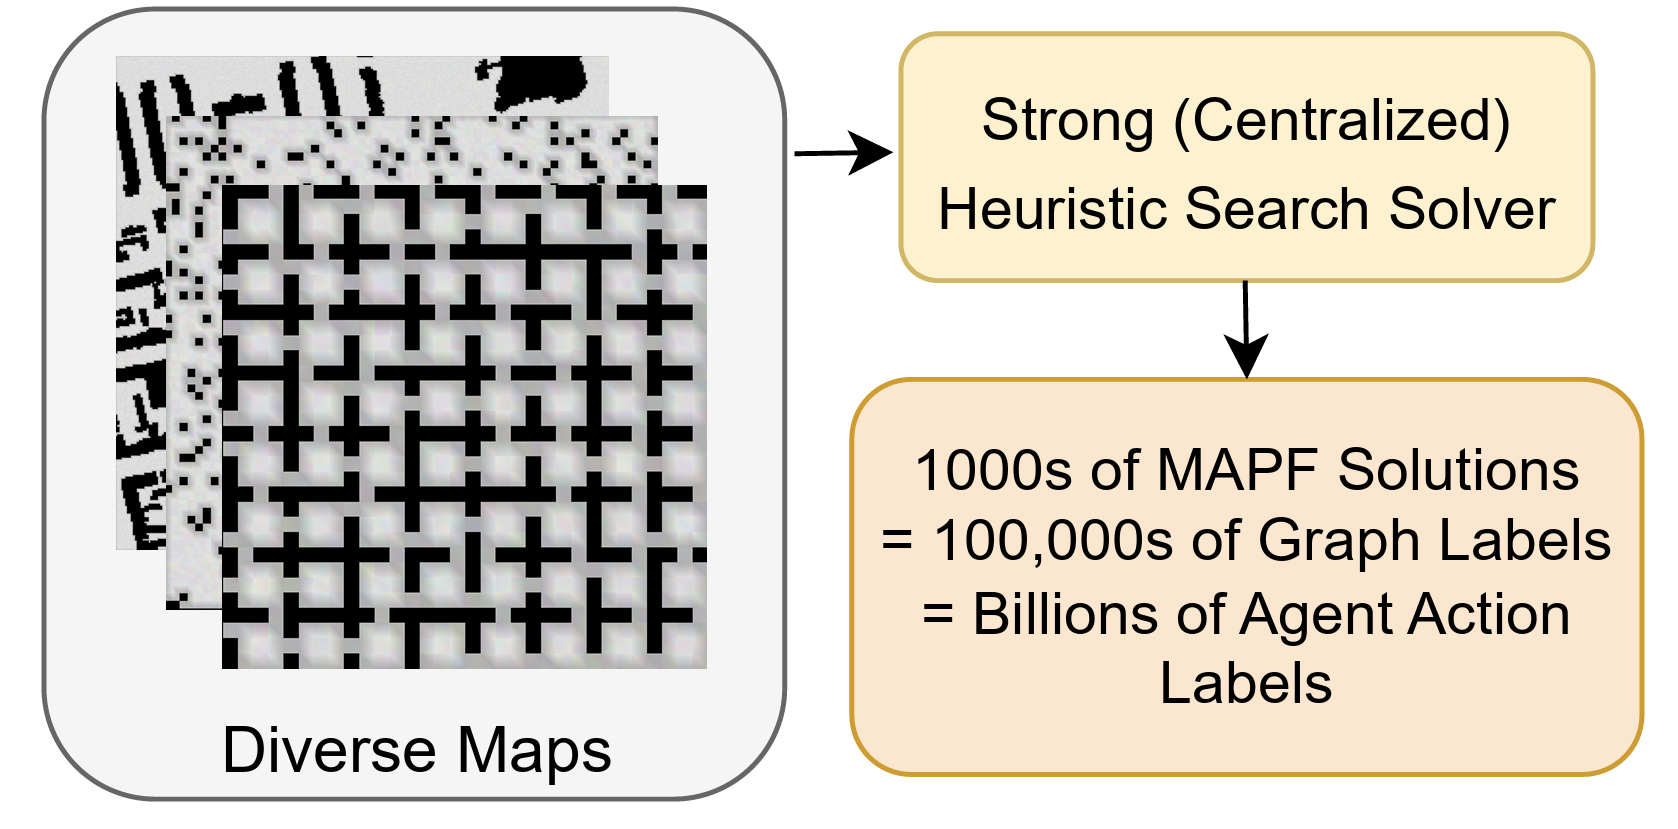 Diverse Maps
Strong (Centralized)
Heuristic Search Solver
1000s of MAPF Solutions
= 100,000s of Graph Labels
= Billions of Agent Action
Labels